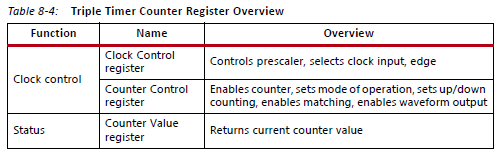 Table 8-4: Triple Timer Counter Register Overview
Function Name Overview
Clock control
Clock Control
register
Controls prescaler, selects clock input, edge
Counter Control
register
Enables counter, sets mode of operation, sets up/down
counting, enables matching, enables waveform output
Status
Counter Value
register
Returns current counter value